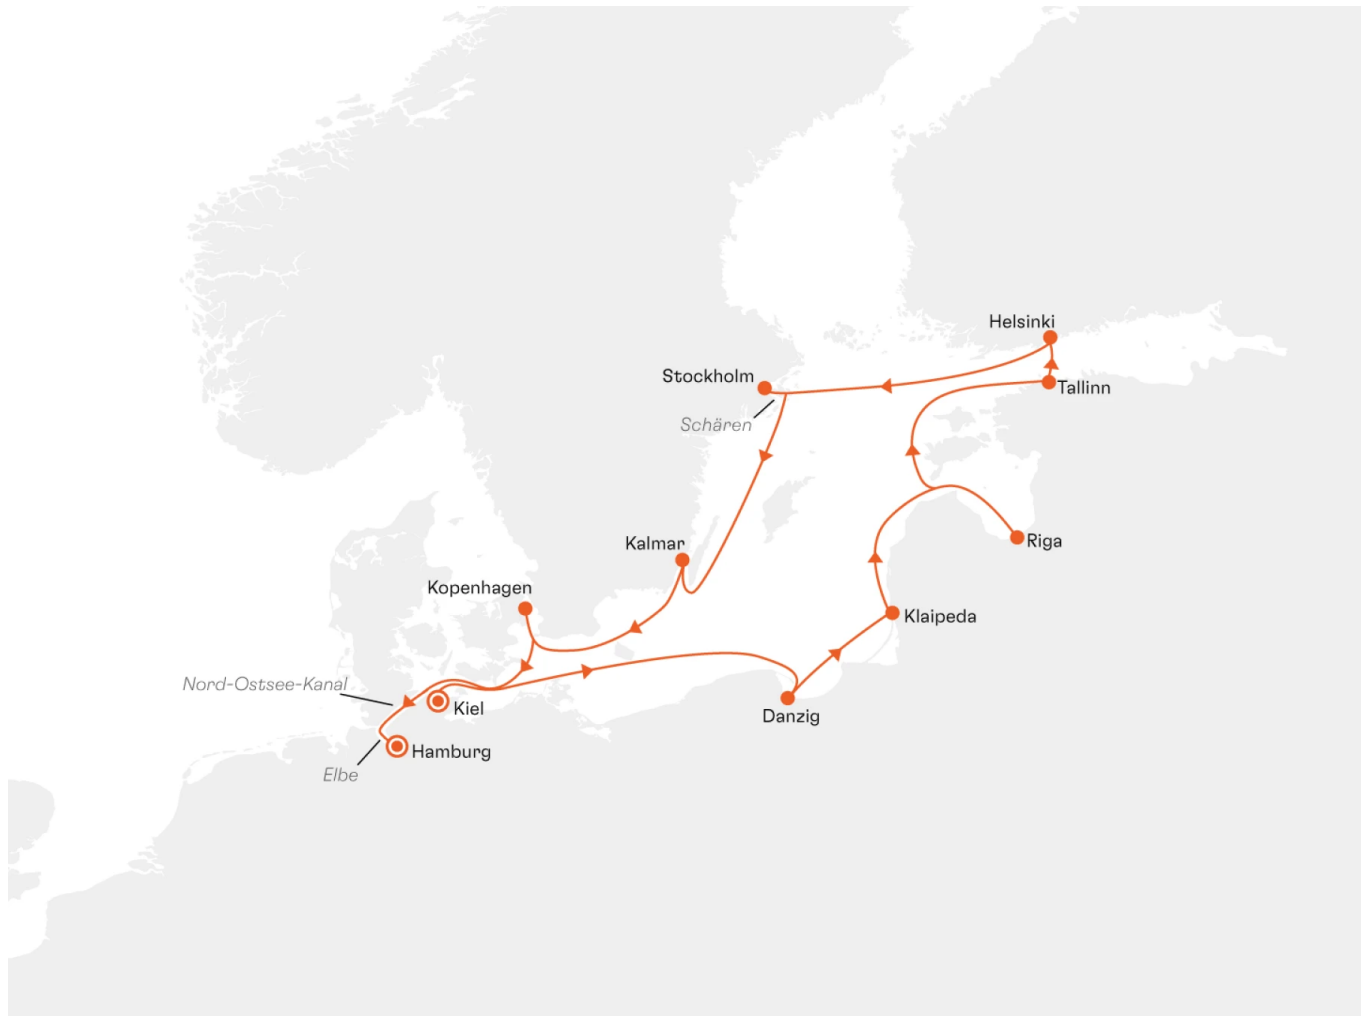 Helsinki
Stockholm
Tallinn
Schären
Riga
Kalmar
Kopenhagen
Klaipeda
Nord-Ostsee-Kanal
Kiel
Danzig
Hamburg
Elbe